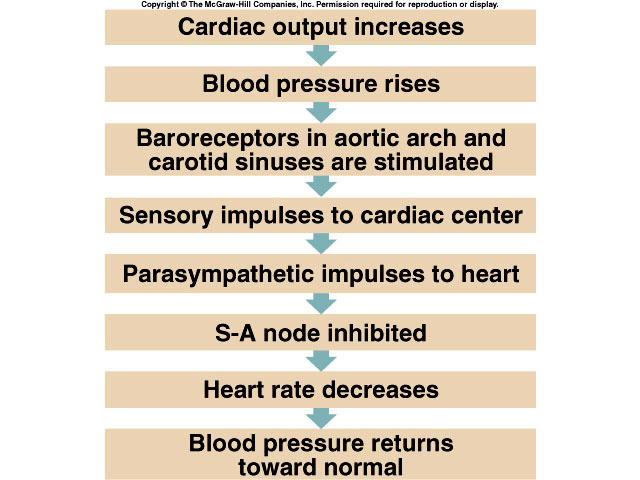 Copyright © The McGraw-Hill Companies, Inc. Permission required for reproduction or display.
Cardiac output increases
Blood pressure rises
Baroreceptors in aortic arch and
carotid sinuses are stimulated
Sensory impulses to cardiac center
Parasympathetic impulses to heart
S-A node inhibited
Heart rate decreases
Blood pressure returns
toward normal